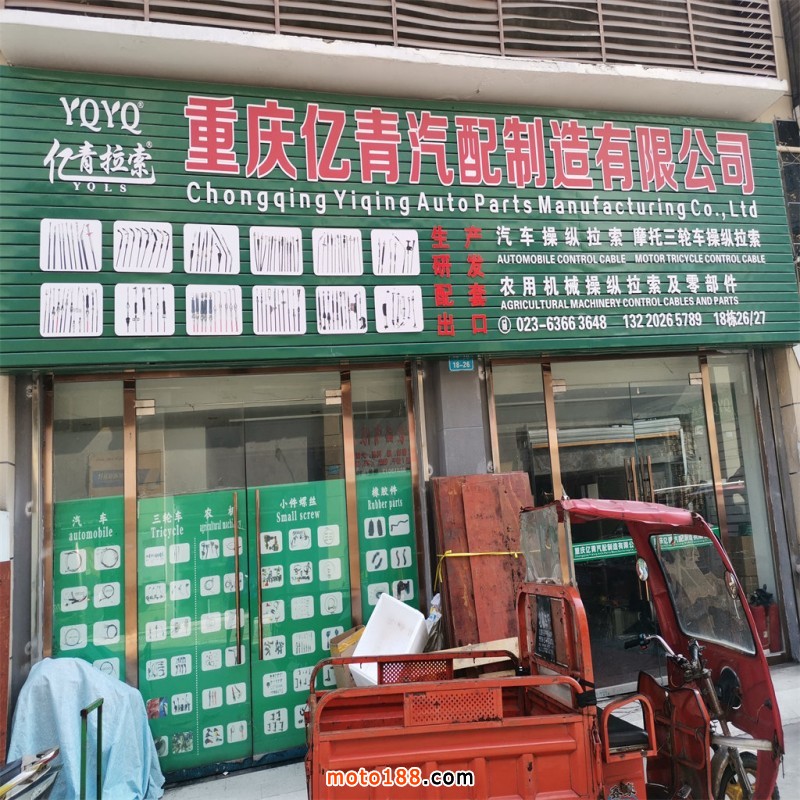 YQYQ®
亿青拉索
YQLS
重庆亿青汽配制造有限公司
Chongqing Yiqing Auto Parts Manufacturing Co.,Ltd
生产
研发
配套
出口
汽车操纵拉索 摩托三轮车操纵拉索
AUTOMOBILE CONTROL CABLE MOTOR TRICYCLE CONTROL CABLE
农用机械操纵拉索及零部件
AGRICULTURAL MACHINERY CONTROL CABLES AND PARTS
023-6366 3648 132 2026 5789 18栋26/27
18-26
汽车
automobile
三轮车
Tricycle
农机
小件螺丝
Small screw
橡胶件
Rubber parts
重庆亿青汽配制造有限公司
moto188.com